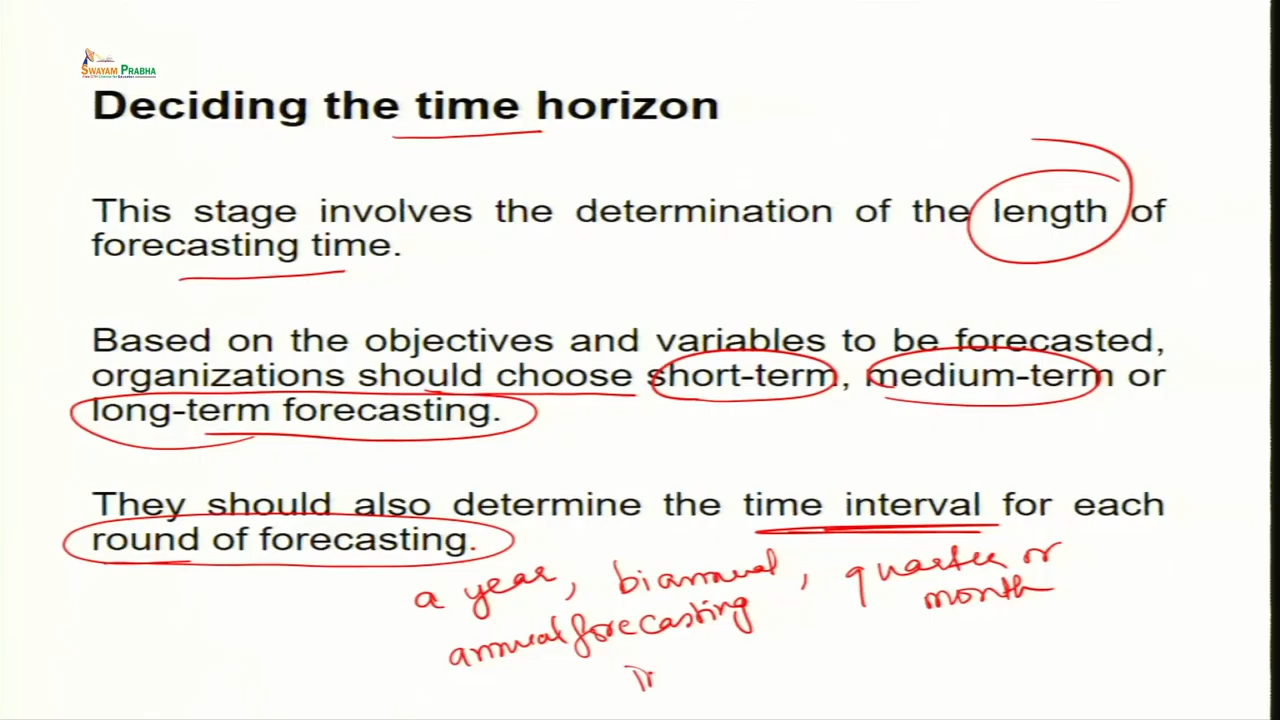 SWAYAM PRABHA
Deciding the time horizon
This stage involves the determination of the length of
forecasting time.
Based on the objectives and variables to be forecasted,
organizations should choose short-term, medium-term or
long-term forecasting.
They should also determine the time interval for each
round of forecasting.
a year, biannual, quarter or
month
annual forecasting